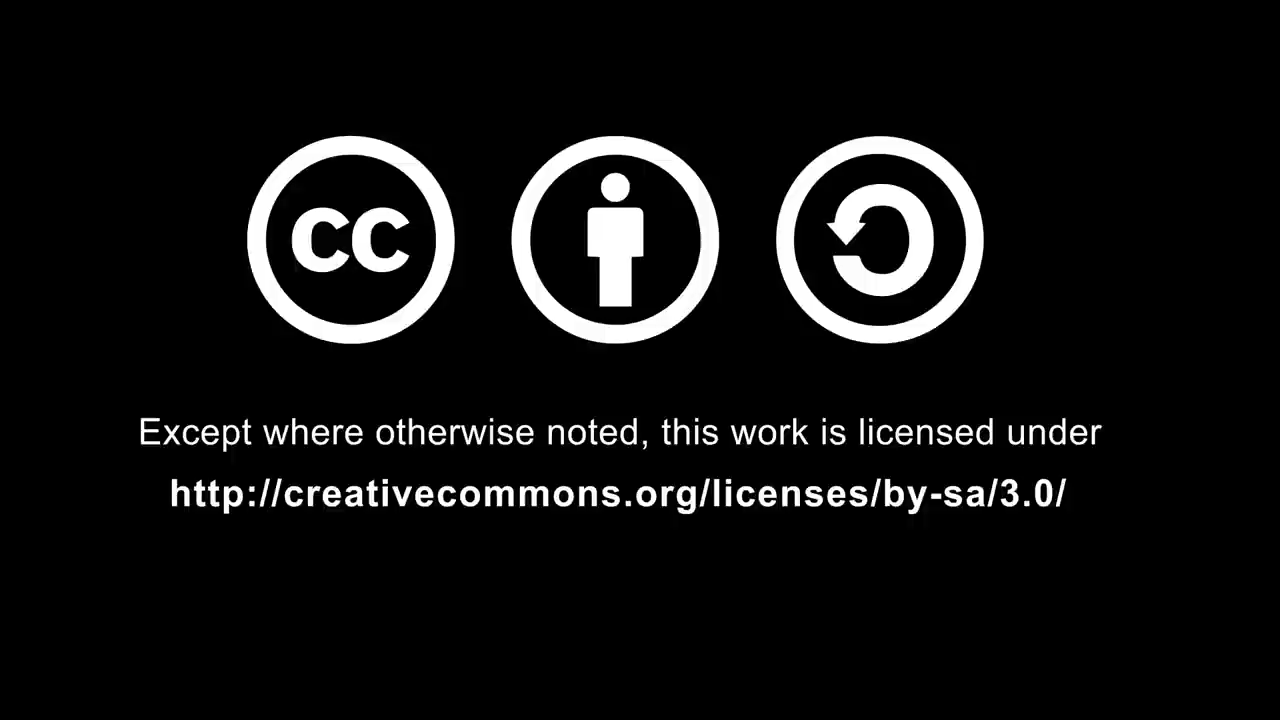 cc
Except where otherwise noted, this work is licensed under
http://creativecommons.org/licenses/by-sa/3.0/